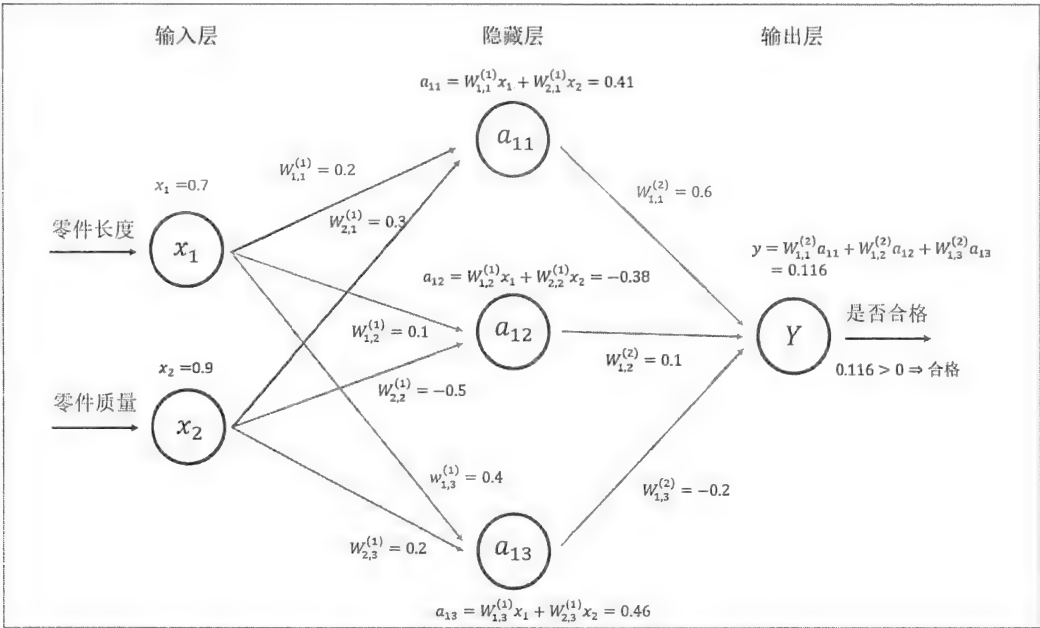 输入层
隐藏层
输出层
a_{11} = W_{1,1}^{(1)}x_1 + W_{2,1}^{(1)}x_2 = 0.41
a_{11}
W_{1,1}^{(1)} = 0.2
x_1 =0.7
W_{1,1}^{(2)} = 0.6
W_{2,1}^{(1)} = 0.3
零件长度
x_1
y = W_{1,1}^{(2)}a_{11} + W_{1,2}^{(2)}a_{12} + W_{1,3}^{(2)}a_{13}
= 0.116
a_{12} = W_{1,2}^{(1)}x_1 + W_{2,2}^{(1)}x_2 = −0.38
是否合格
a_{12}
Y
W_{1,2}^{(1)} = 0.1
W_{1,2}^{(2)} = 0.1
x_2 =0.9
0.116 > 0 ⇒ 合格
W_{2,2}^{(1)} = −0.5
零件质量
x_2
w_{1,3}^{(1)} = 0.4
W_{1,3}^{(2)} = −0.2
W_{2,3}^{(1)} = 0.2
a_{13}
a_{13} = W_{1,3}^{(1)}x_1 + W_{2,3}^{(1)}x_2 = 0.46